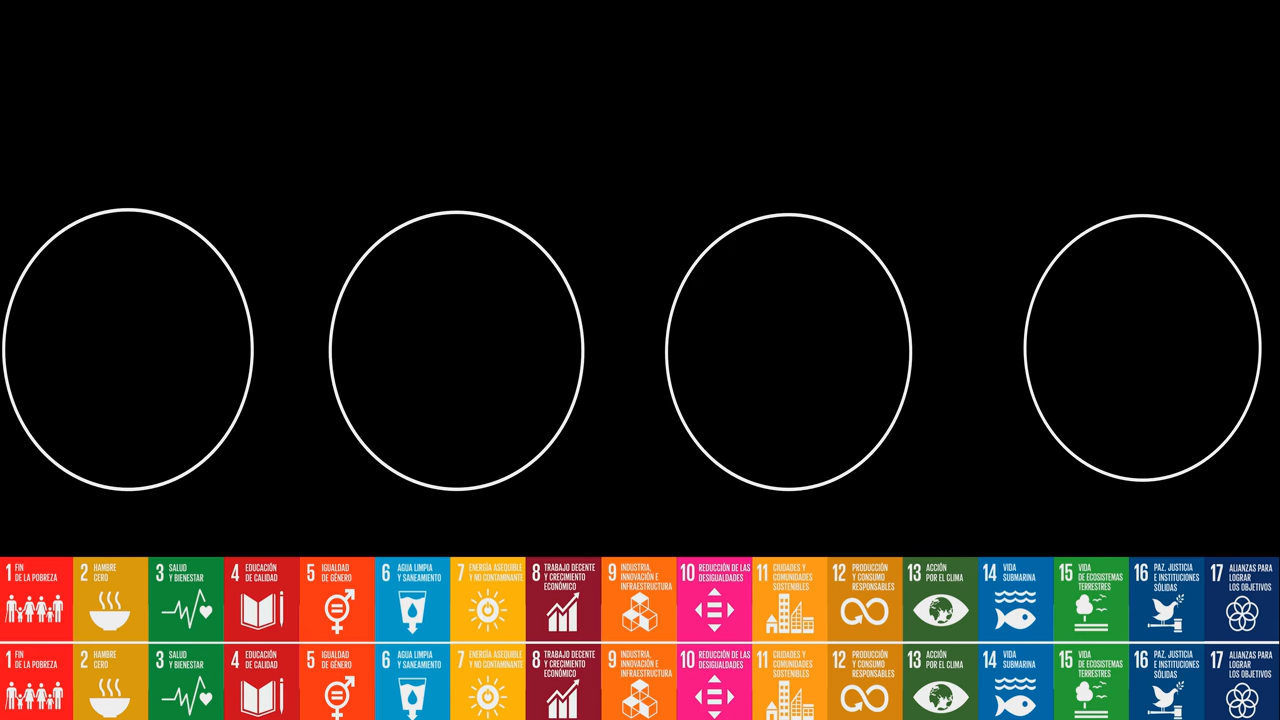 1 FIN
DE LA POBREZA
2 HAMBRE
CERO
3 SALUD
Y BIENESTAR
4 EDUCACIÓN
DE CALIDAD
5 IGUALDAD
DE GÉNERO
6 AGUA LIMPIA
Y SANEAMIENTO
7 ENERGÍA ASEQUIBLE
Y NO CONTAMINANTE
8 TRABAJO DECENTE
Y CRECIMIENTO
ECONÓMICO
9 INDUSTRIA,
INNOVACIÓN E
INFRAESTRUCTURA
10 REDUCCIÓN DE LAS
DESIGUALDADES
11 CIUDADES Y
COMUNIDADES
SOSTENIBLES
12 PRODUCCIÓN
Y CONSUMO
RESPONSABLES
13 ACCIÓN
POR EL CLIMA
14 VIDA
SUBMARINA
15 VIDA
DE ECOSISTEMAS
TERRESTRES
16 PAZ, JUSTICIA
E INSTITUCIONES
SÓLIDAS
17 ALIANZAS PARA
LOGRAR
LOS OBJETIVOS
1 FIN
DE LA POBREZA
2 HAMBRE
CERO
3 SALUD
Y BIENESTAR
4 EDUCACIÓN
DE CALIDAD
5 IGUALDAD
DE GÉNERO
6 AGUA LIMPIA
Y SANEAMIENTO
7 ENERGÍA ASEQUIBLE
Y NO CONTAMINANTE
8 TRABAJO DECENTE
Y CRECIMIENTO
ECONÓMICO
9 INDUSTRIA,
INNOVACIÓN E
INFRAESTRUCTURA
10 REDUCCIÓN DE LAS
DESIGUALDADES
11 CIUDADES Y
COMUNIDADES
SOSTENIBLES
12 PRODUCCIÓN
Y CONSUMO
RESPONSABLES
13 ACCIÓN
POR EL CLIMA
14 VIDA
SUBMARINA
15 VIDA
DE ECOSISTEMAS
TERRESTRES
16 PAZ, JUSTICIA
E INSTITUCIONES
SÓLIDAS
17 ALIANZAS PARA
LOGRAR
LOS OBJETIVOS